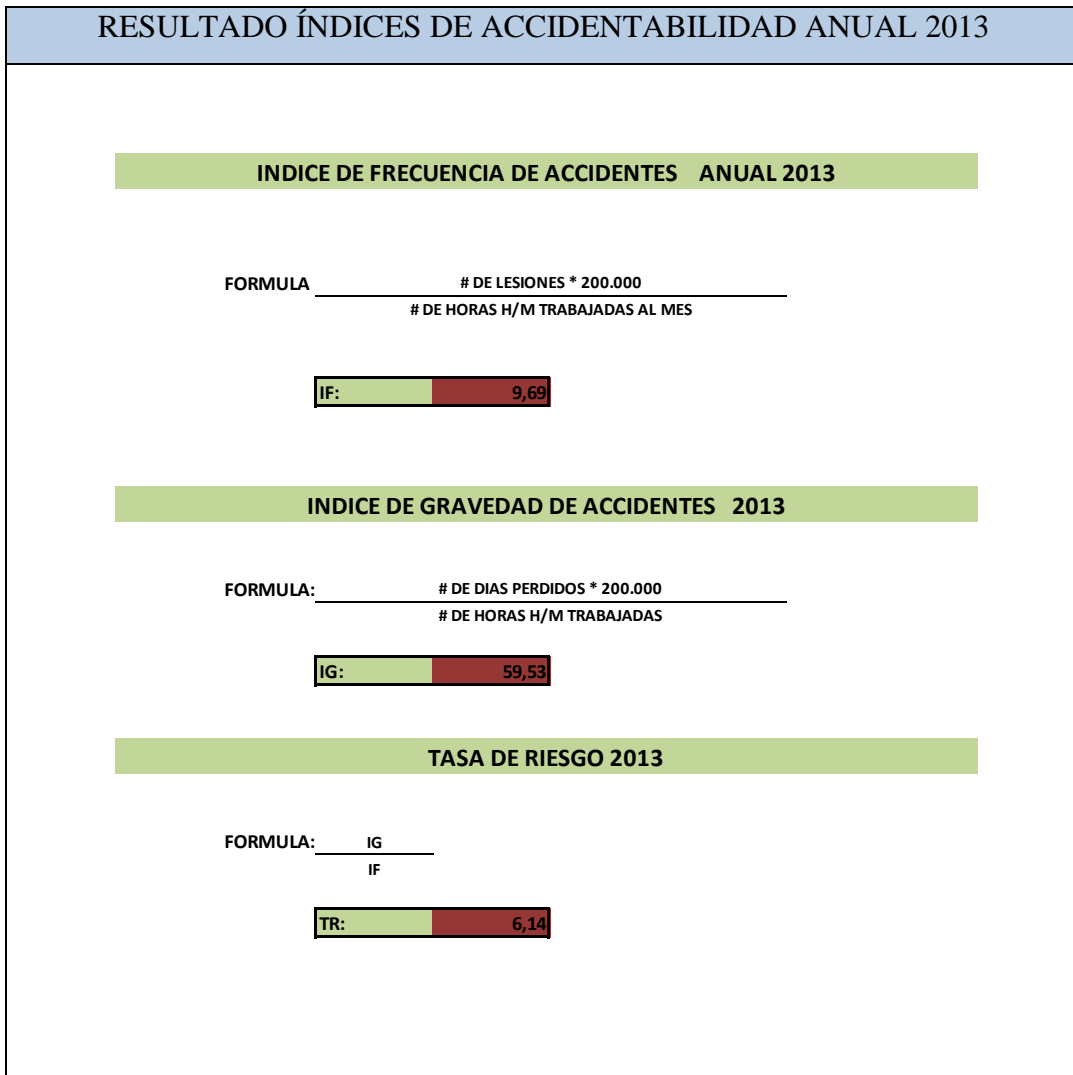 RESULTADO ÍNDICES DE ACCIDENTABILIDAD ANUAL 2013
INDICE DE FRECUENCIA DE ACCIDENTES ANUAL 2013
FORMULA # DE LESIONES * 200.000
# DE HORAS H/M TRABAJADAS AL MES
IF: 9,69
INDICE DE GRAVEDAD DE ACCIDENTES 2013
FORMULA: # DE DIAS PERDIDOS * 200.000
# DE HORAS H/M TRABAJADAS
IG: 59,53
TASA DE RIESGO 2013
FORMULA: IG
IF
TR: 6,14